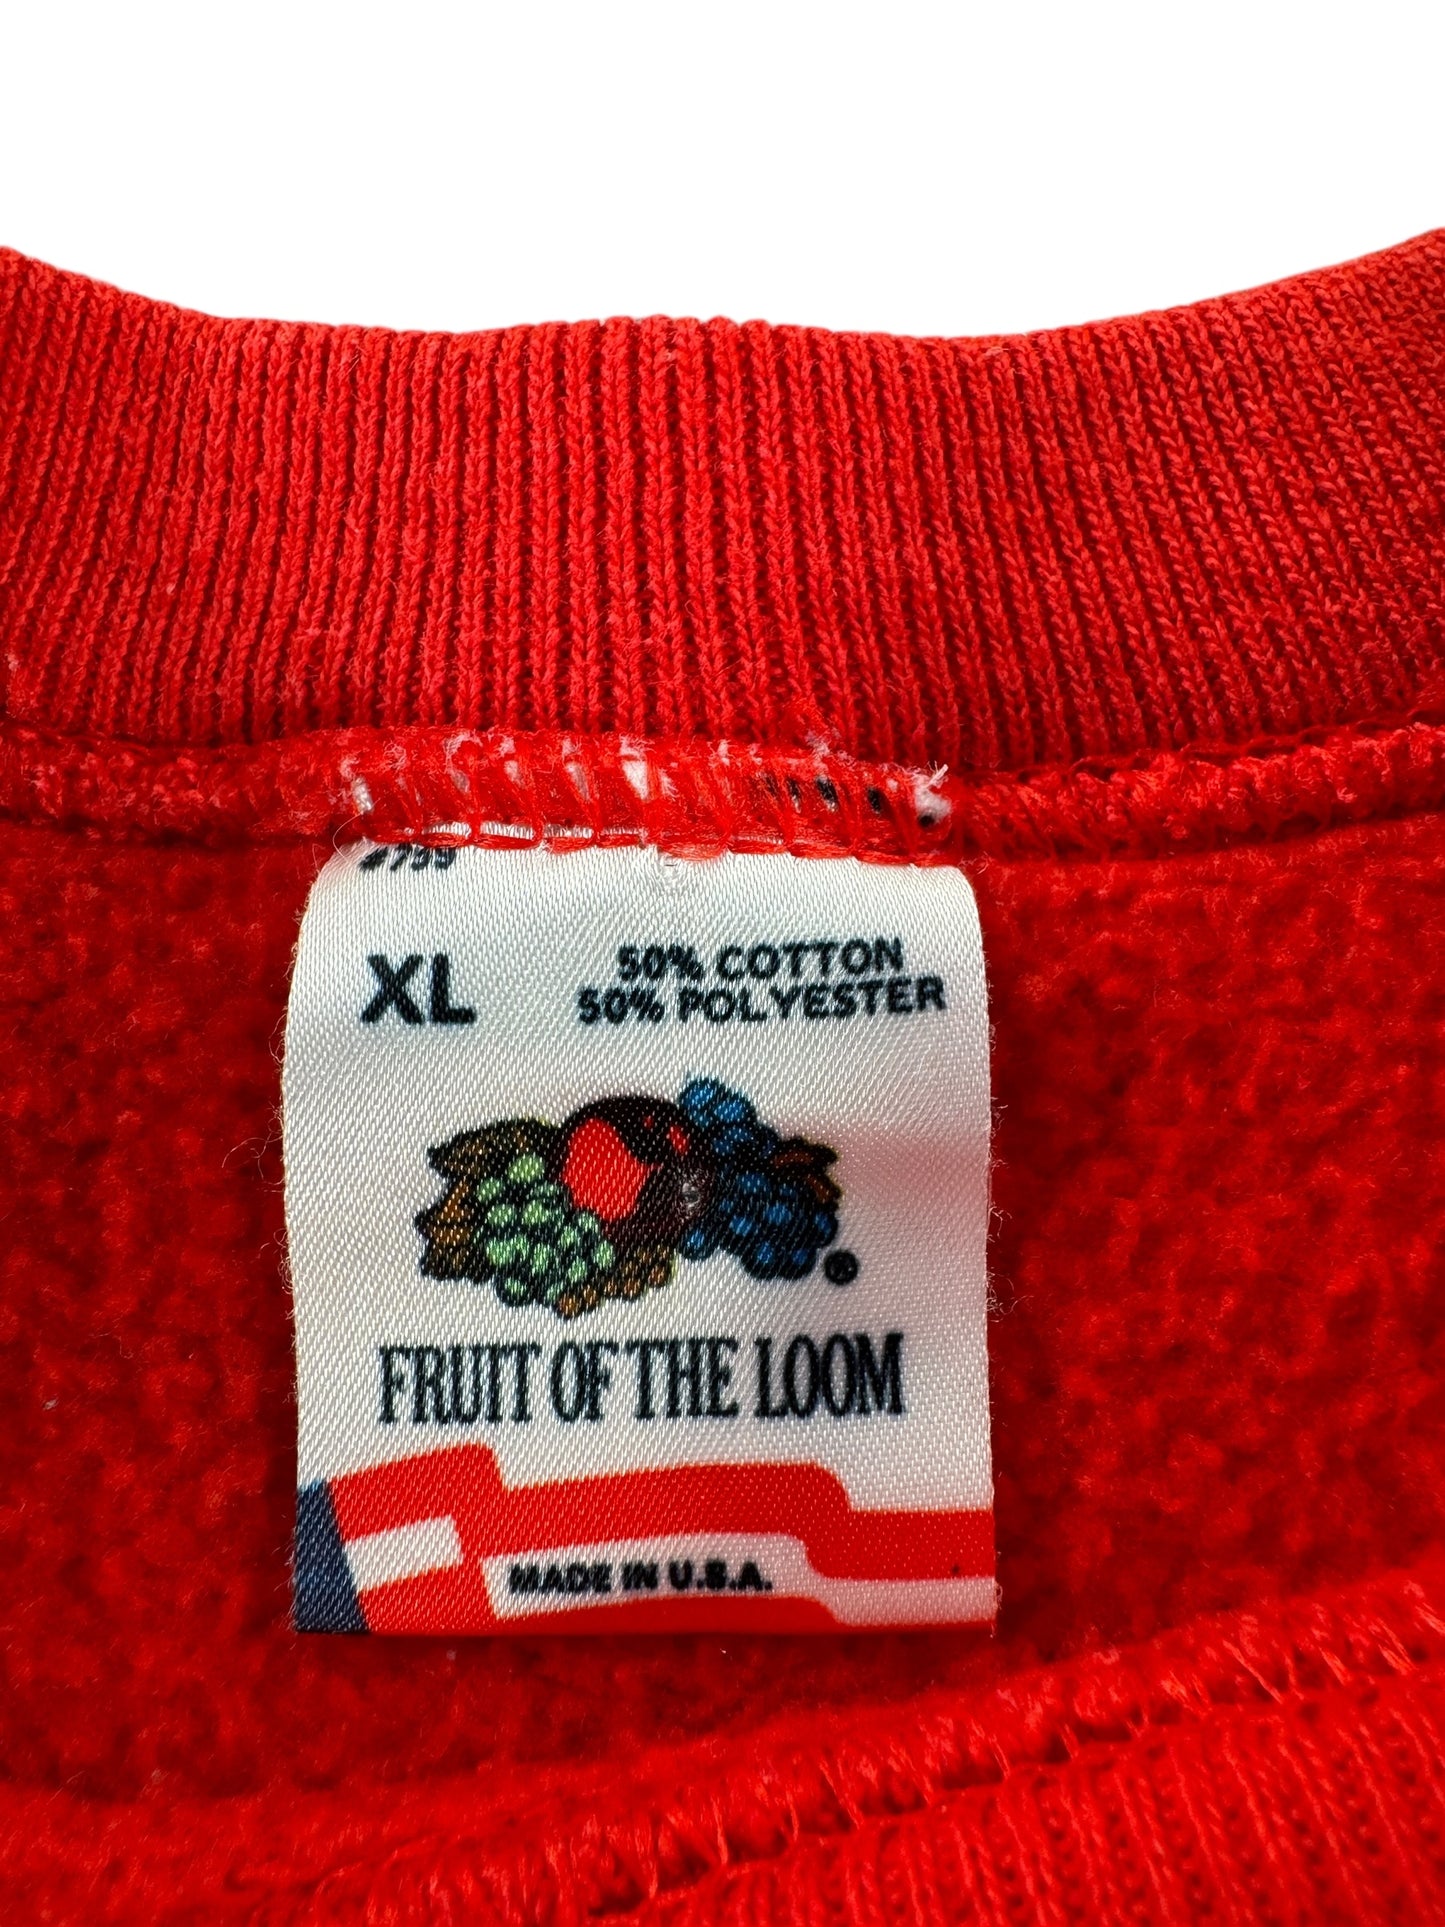 XL
50% COTTON
50% POLYESTER
®
FRUIT OF THE LOOM
MADE IN U.S.A.